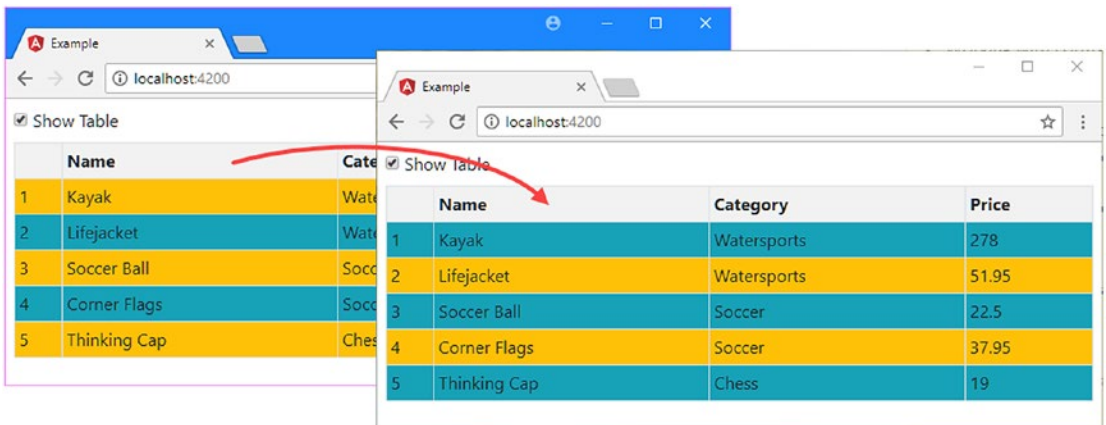 Example
localhost:4200
Show Table
Name
1 Kayak
2 Lifejacket
3 Soccer Ball
4 Corner Flags
5 Thinking Cap
Example
localhost:4200
Show Table
Name Category Price
1 Kayak Watersports 278
2 Lifejacket Watersports 51.95
3 Soccer Ball Soccer 22.5
4 Corner Flags Soccer 37.95
5 Thinking Cap Chess 19